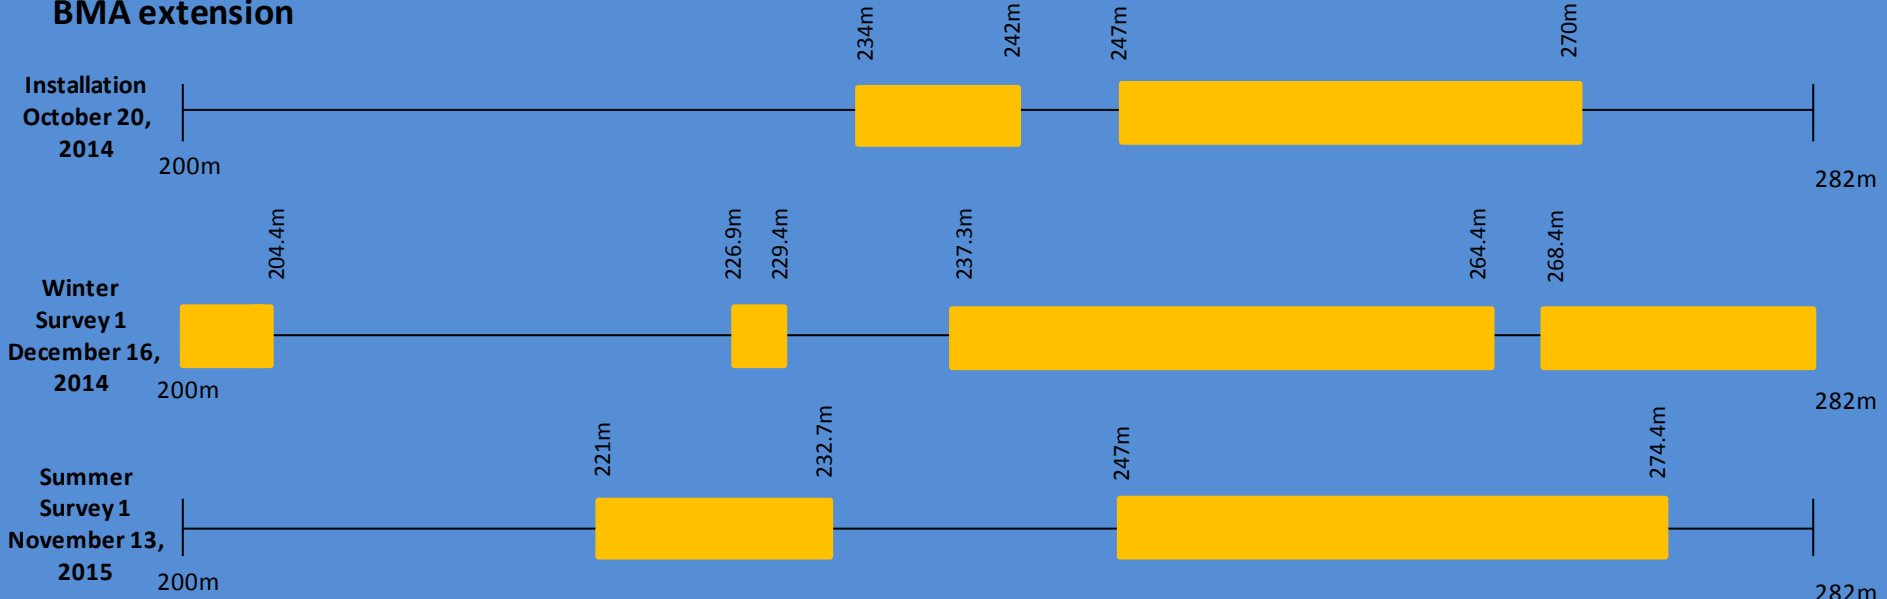 BMA extension
234m
242m
247m
270m
Installation
October 20,
2014
200m
282m
204.4m
226.9m
229.4m
237.3m
264.4m
268.4m
Winter
Survey 1
December 16,
2014
200m
282m
221m
232.7m
247m
274.4m
Summer
Survey 1
November 13,
2015
200m
282m